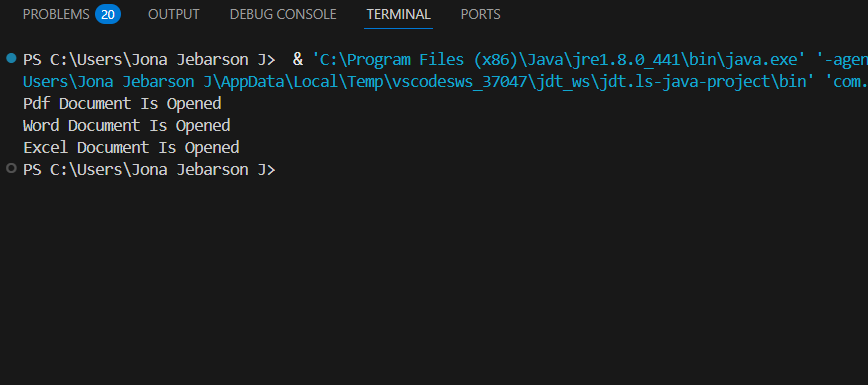 PROBLEMS 20 OUTPUT DEBUG CONSOLE TERMINAL PORTS
PS C:\Users\Jona Jebarson J>  & 'C:\Program Files (x86)\Java\jre1.8.0_441\bin\java.exe' '-agen
Users\Jona Jebarson J\AppData\Local\Temp\vscodesws_37047\jdt_ws\jdt.ls-java-project\bin' 'com.
Pdf Document Is Opened
Word Document Is Opened
Excel Document Is Opened
PS C:\Users\Jona Jebarson J>